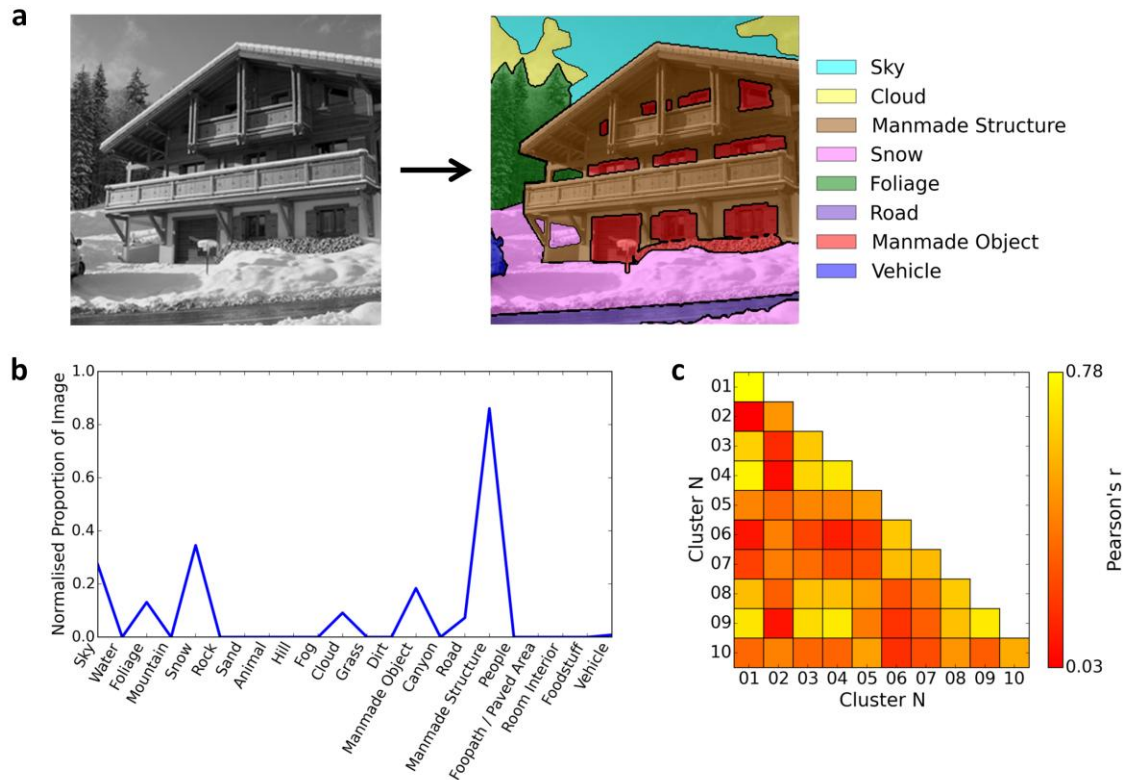 a
Sky
Cloud
Manmade Structure
Snow
Foliage
Road
Manmade Object
Vehicle
b
Normalised Proportion of Image
1.0
0.8
0.6
0.4
0.2
0.0
Sky
Water
Foliage
Mountain
Snow
Rock
Sand
Animal
Hill
Fog
Cloud
Grass
Dirt
Manmade Object
Canyon
Road
Manmade Structure
People
Foopath / Paved Area
Room Interior
Foodstuff
Vehicle
c
Cluster N
01
02
03
04
05
06
07
08
09
10
01 02 03 04 05 06 07 08 09 10
Cluster N
0.78
0.03
Pearson's r